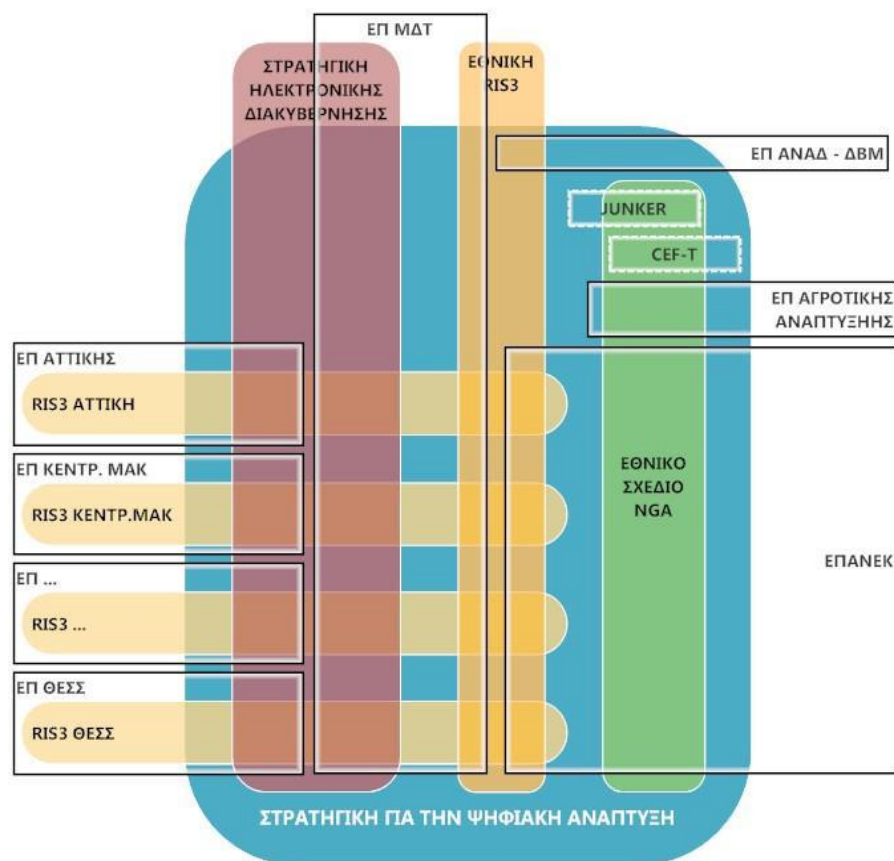 ΕΠ ΜΔΤ
ΣΤΡΑΤΗΓΙΚΗ
ΗΛΕΚΤΡΟΝΙΚΗΣ
ΔΙΑΚΥΒΕΡΝΗΣΗΣ
ΕΘΝΙΚΗ
RIS3
ΕΠ ΑΝΑΔ - ΔΒΜ
JUNKER
CEF-T
ΕΠ ΑΓΡΟΤΙΚΗΣ
ΑΝΑΠΤΥΞΗΗΣ
ΕΠ ΑΤΤΙΚΗΣ
RIS3 ΑΤΤΙΚΗ
ΕΠ ΚΕΝΤΡ. ΜΑΚ
RIS3 ΚΕΝΤΡ.ΜΑΚ
ΕΘΝΙΚΟ
ΣΧΕΔΙΟ
NGA
ΕΠΑΝΕΚ
ΕΠ ...
RIS3 ...
ΕΠ ΘΕΣΣ
RIS3 ΘΕΣΣ
ΣΤΡΑΤΗΓΙΚΗ ΓΙΑ ΤΗΝ ΨΗΦΙΑΚΗ ΑΝΑΠΤΥΞΗ